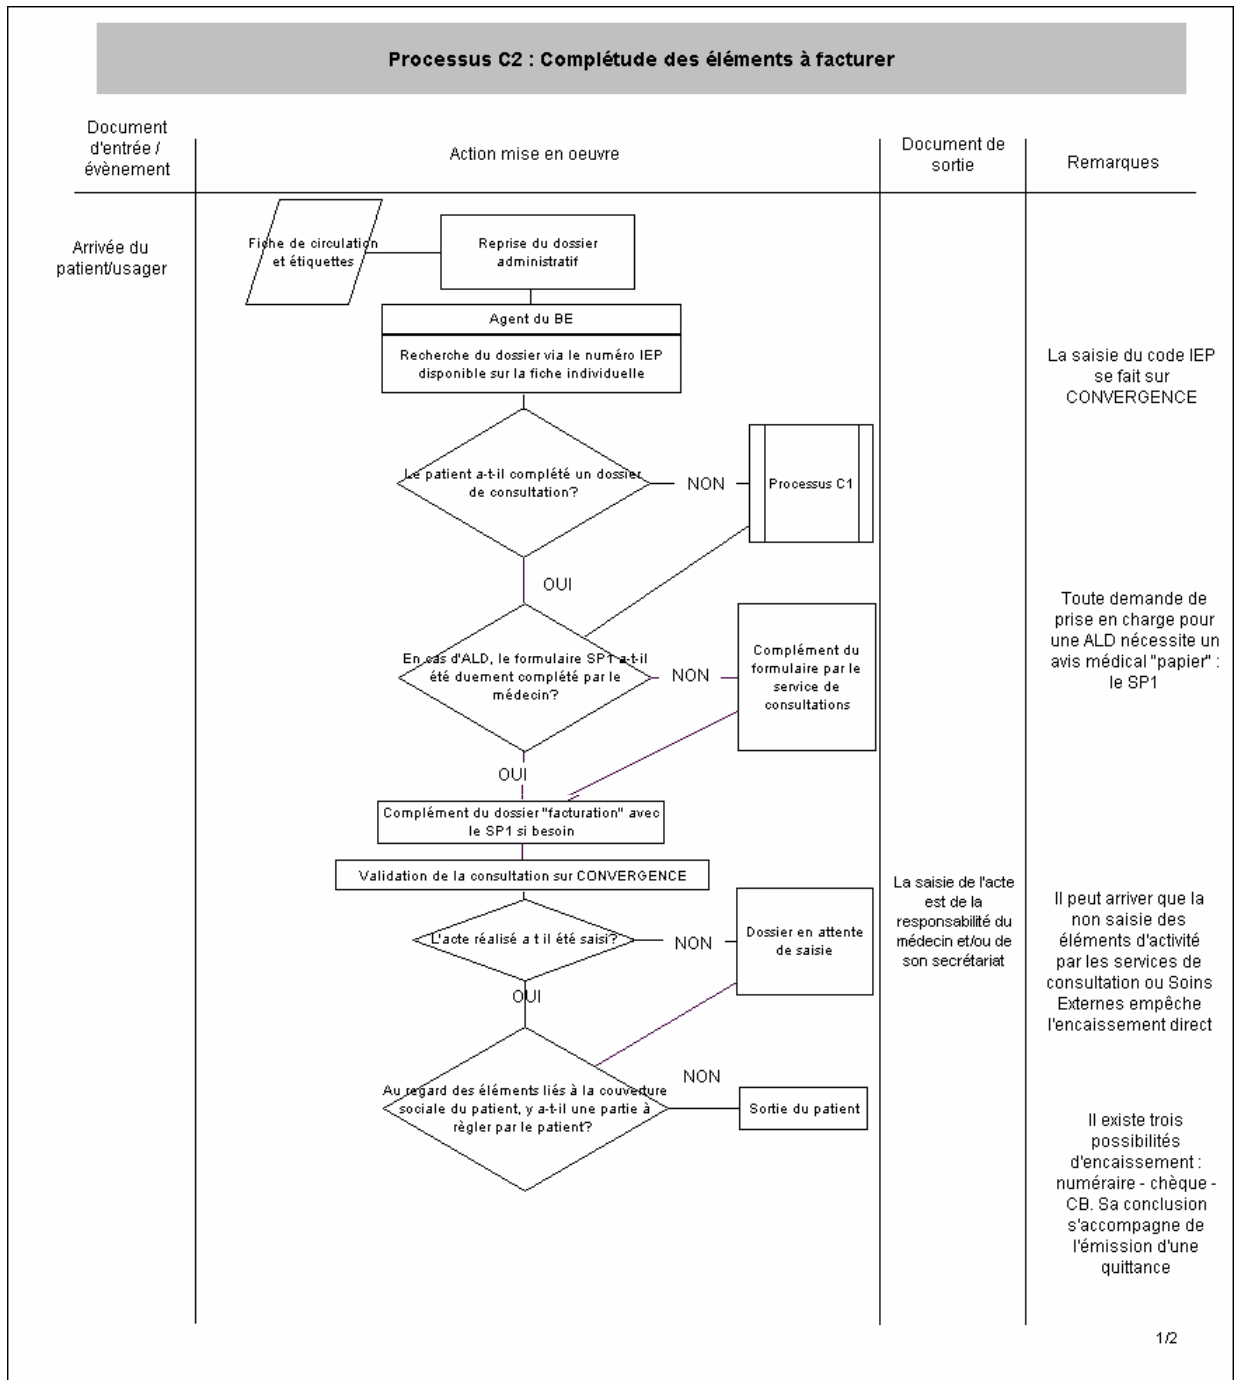 Processus C2 : Complétude des éléments à facturer
Document
d'entrée /
évènement
Action mise en oeuvre
Document de
sortie
Remarques
Arrivée du
patient/usager
Fiche de circulation
et étiquettes
Reprise du dossier
administratif
Agent du BE
Recherche du dossier via le numéro IEP
disponible sur la fiche individuelle
La saisie du code IEP
se fait sur
CONVERGENCE
Le patient a-t-il complété un dossier
de consultation?
NON
Processus C1
OUI
En cas d'ALD, le formulaire SP1 a-t-il
été duement complété par le
médecin?
NON
Complément du
formulaire par le
service de
consultations
Toute demande de
prise en charge pour
une ALD nécessite un
avis médical "papier" :
le SP1
OUI
Complément du dossier "facturation" avec
le SP1 si besoin
Validation de la consultation sur CONVERGENCE
L'acte réalisé a t il été saisi?
NON
Dossier en attente
de saisie
La saisie de l'acte
est de la
responsabilité du
médecin et/ou de
son secrétariat
Il peut arriver que la
non saisie des
éléments d'activité
par les services de
consultation ou Soins
Externes empêche
l'encaissement direct
OUI
Au regard des éléments liés à la couverture
sociale du patient, y a-t-il une partie à
règler par le patient?
NON
Sortie du patient
Il existe trois
possibilités
d'encaissement :
numéraire - chèque -
CB. Sa conclusion
s'accompagne de
l'émission d'une
quittance
1/2